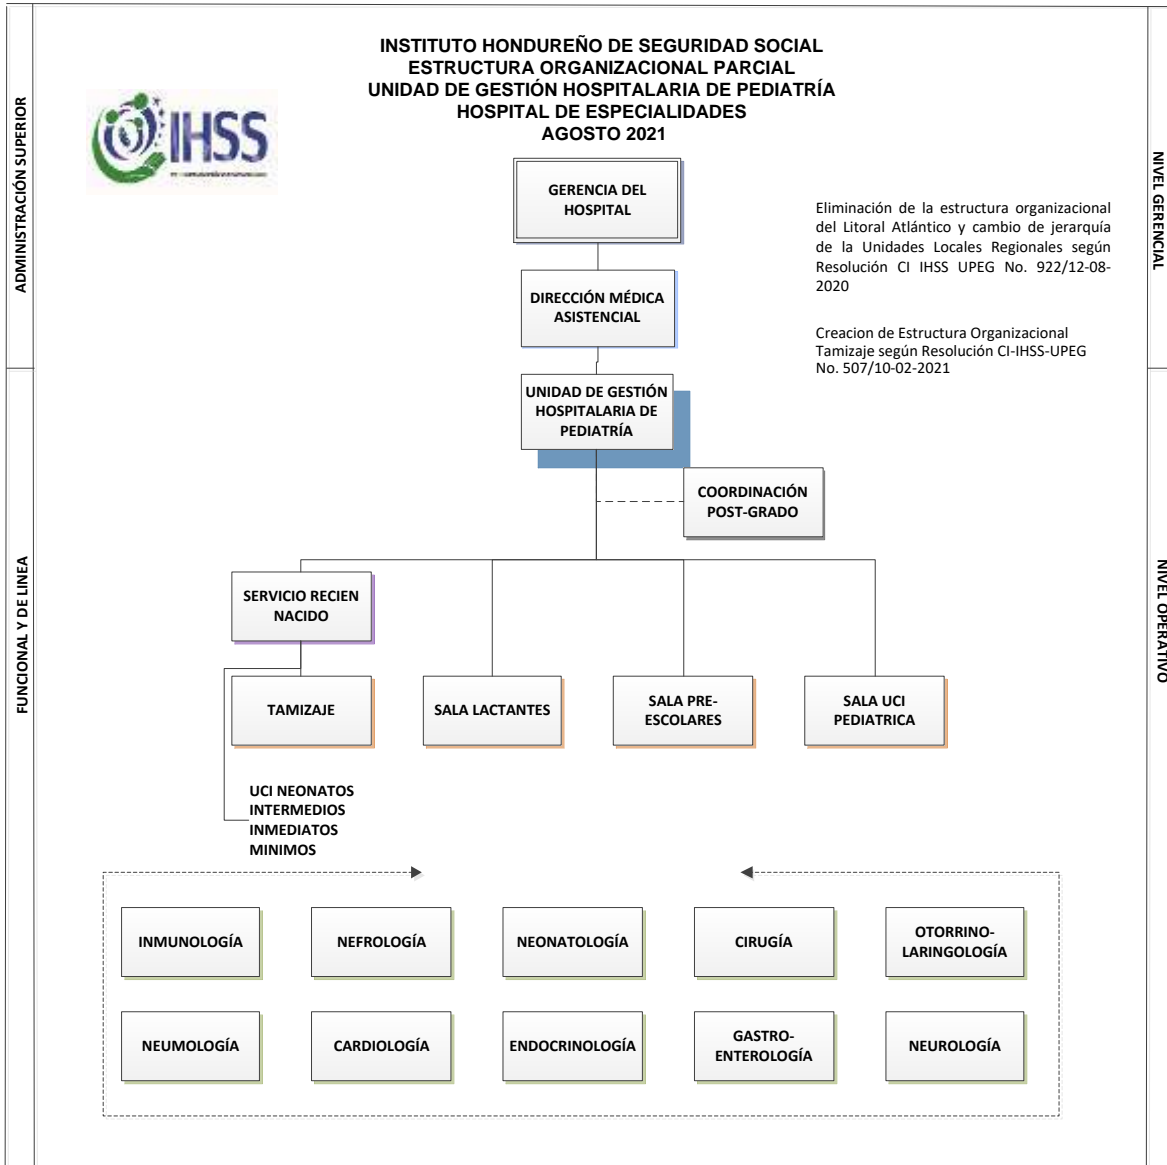 INSTITUTO HONDUREÑO DE SEGURIDAD SOCIAL
ESTRUCTURA ORGANIZACIONAL PARCIAL
UNIDAD DE GESTIÓN HOSPITALARIA DE PEDIATRÍA
HOSPITAL DE ESPECIALIDADES
AGOSTO 2021
IHSS
ADMINISTRACIÓN SUPERIOR
NIVEL GERENCIAL
GERENCIA DEL
HOSPITAL
Eliminación de la estructura organizacional
del Litoral Atlántico y cambio de jerarquía
de la Unidades Locales Regionales según
Resolución CI IHSS UPEG No. 922/12-08-
2020
DIRECCIÓN MÉDICA
ASISTENCIAL
Creacion de Estructura Organizacional
Tamizaje según Resolución CI-IHSS-UPEG
No. 507/10-02-2021
UNIDAD DE GESTIÓN
HOSPITALARIA DE
PEDIATRÍA
COORDINACIÓN
POST-GRADO
FUNCIONAL Y DE LINEA
NIVEL OPERATIVO
SERVICIO RECIEN
NACIDO
TAMIZAJE
SALA LACTANTES
SALA PRE-
ESCOLARES
SALA UCI
PEDIATRICA
UCI NEONATOS
INTERMEDIOS
INMEDIATOS
MINIMOS
INMUNOLOGÍA
NEFROLOGÍA
NEONATOLOGÍA
CIRUGÍA
OTORRINO-
LARINGOLOGÍA
NEUMOLOGÍA
CARDIOLOGÍA
ENDOCRINOLOGÍA
GASTRO-
ENTEROLOGÍA
NEUROLOGÍA